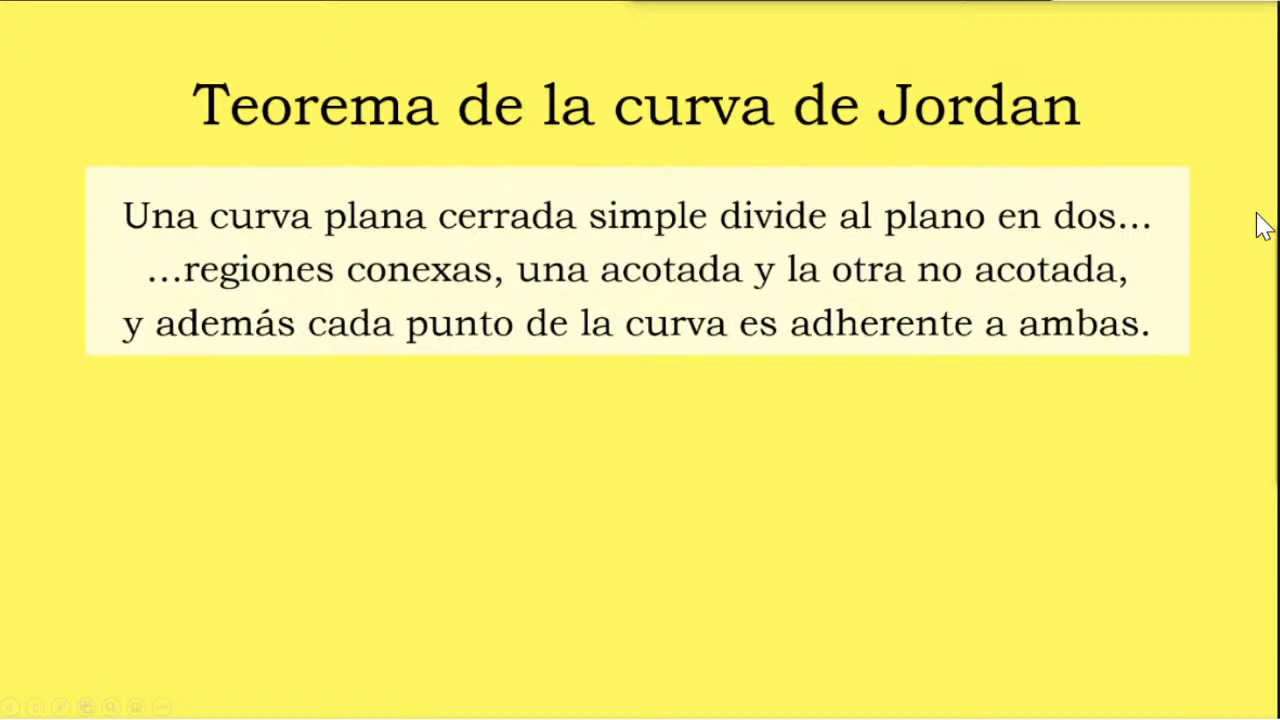 Teorema de la curva de Jordan
Una curva plana cerrada simple divide al plano en dos...
...regiones conexas, una acotada y la otra no acotada,
y además cada punto de la curva es adherente a ambas.